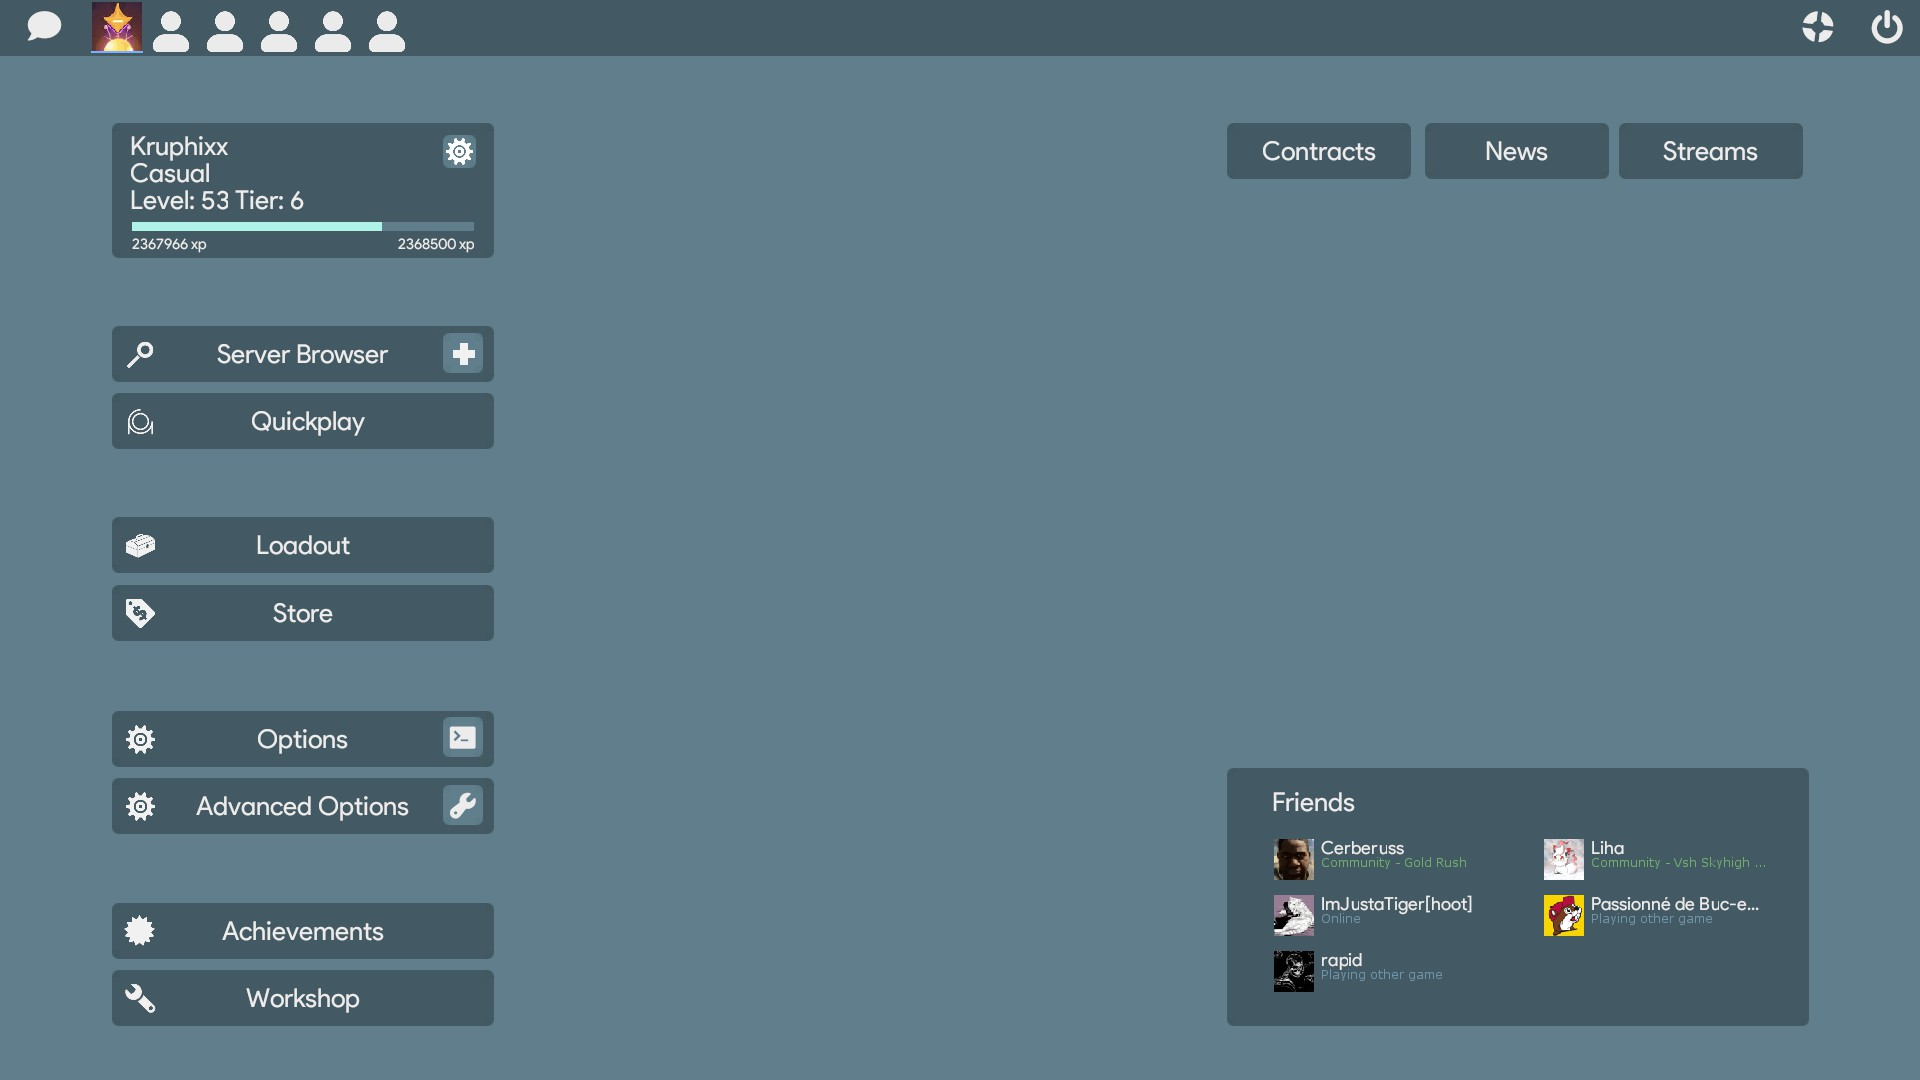 Kruphixx
Casual
Level: 53 Tier: 6
2367966 xp
2368500 xp
Contracts
News
Streams
Server Browser
Quickplay
Loadout
Store
Options
Advanced Options
Achievements
Workshop
Friends
Cerberuss
Community - Gold Rush
Liha
Community - Vsh Skyhigh ...
ImJustaTiger[hoot]
Online
Passionné de Buc-e...
Playing other game
rapid
Playing other game